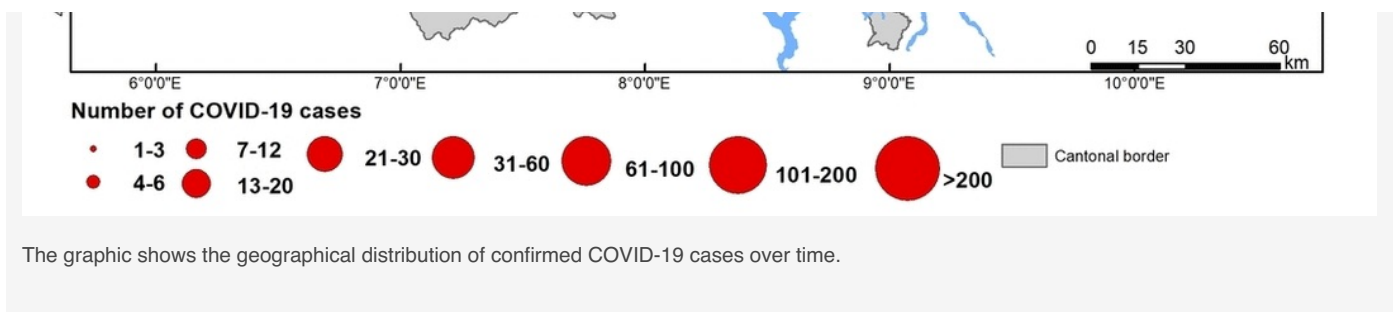 0 15 30 60
km
6°0'0"E 7°0'0"E 8°0'0"E 9°0'0"E 10°0'0"E
Number of COVID-19 cases
1-3 7-12 21-30 31-60 61-100 101-200 >200 Cantonal border
4-6 13-20
The graphic shows the geographical distribution of confirmed COVID-19 cases over time.